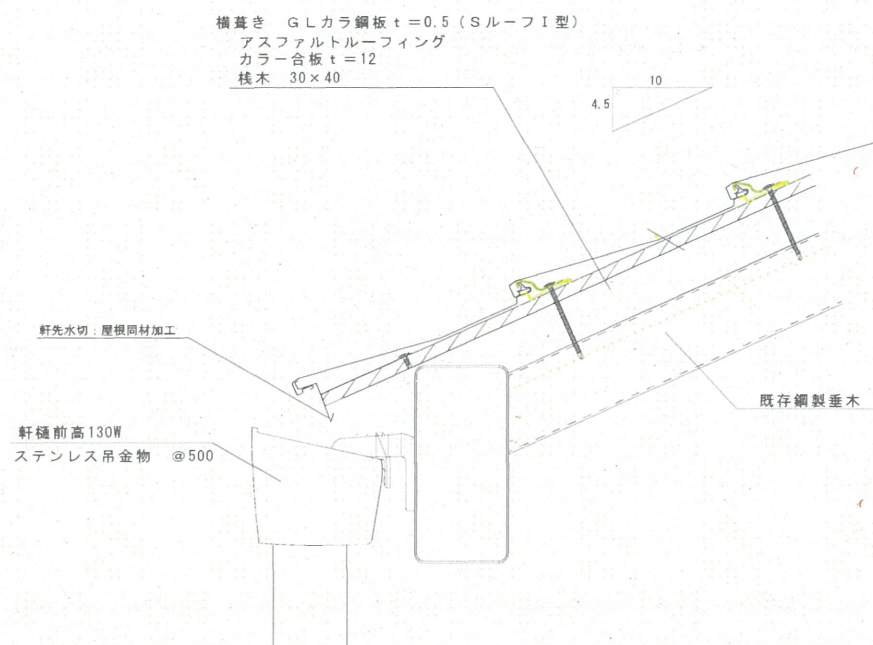 横葺き　GLカラ鋼板t=0.5(SルーフI型)
アスファルトルーフィング
カラー合板t=12
桟木　30×40
10
4.5
軒先水切:屋根同材加工
既存鋼製垂木
軒樋前高130W
ステンレス吊金物　@500